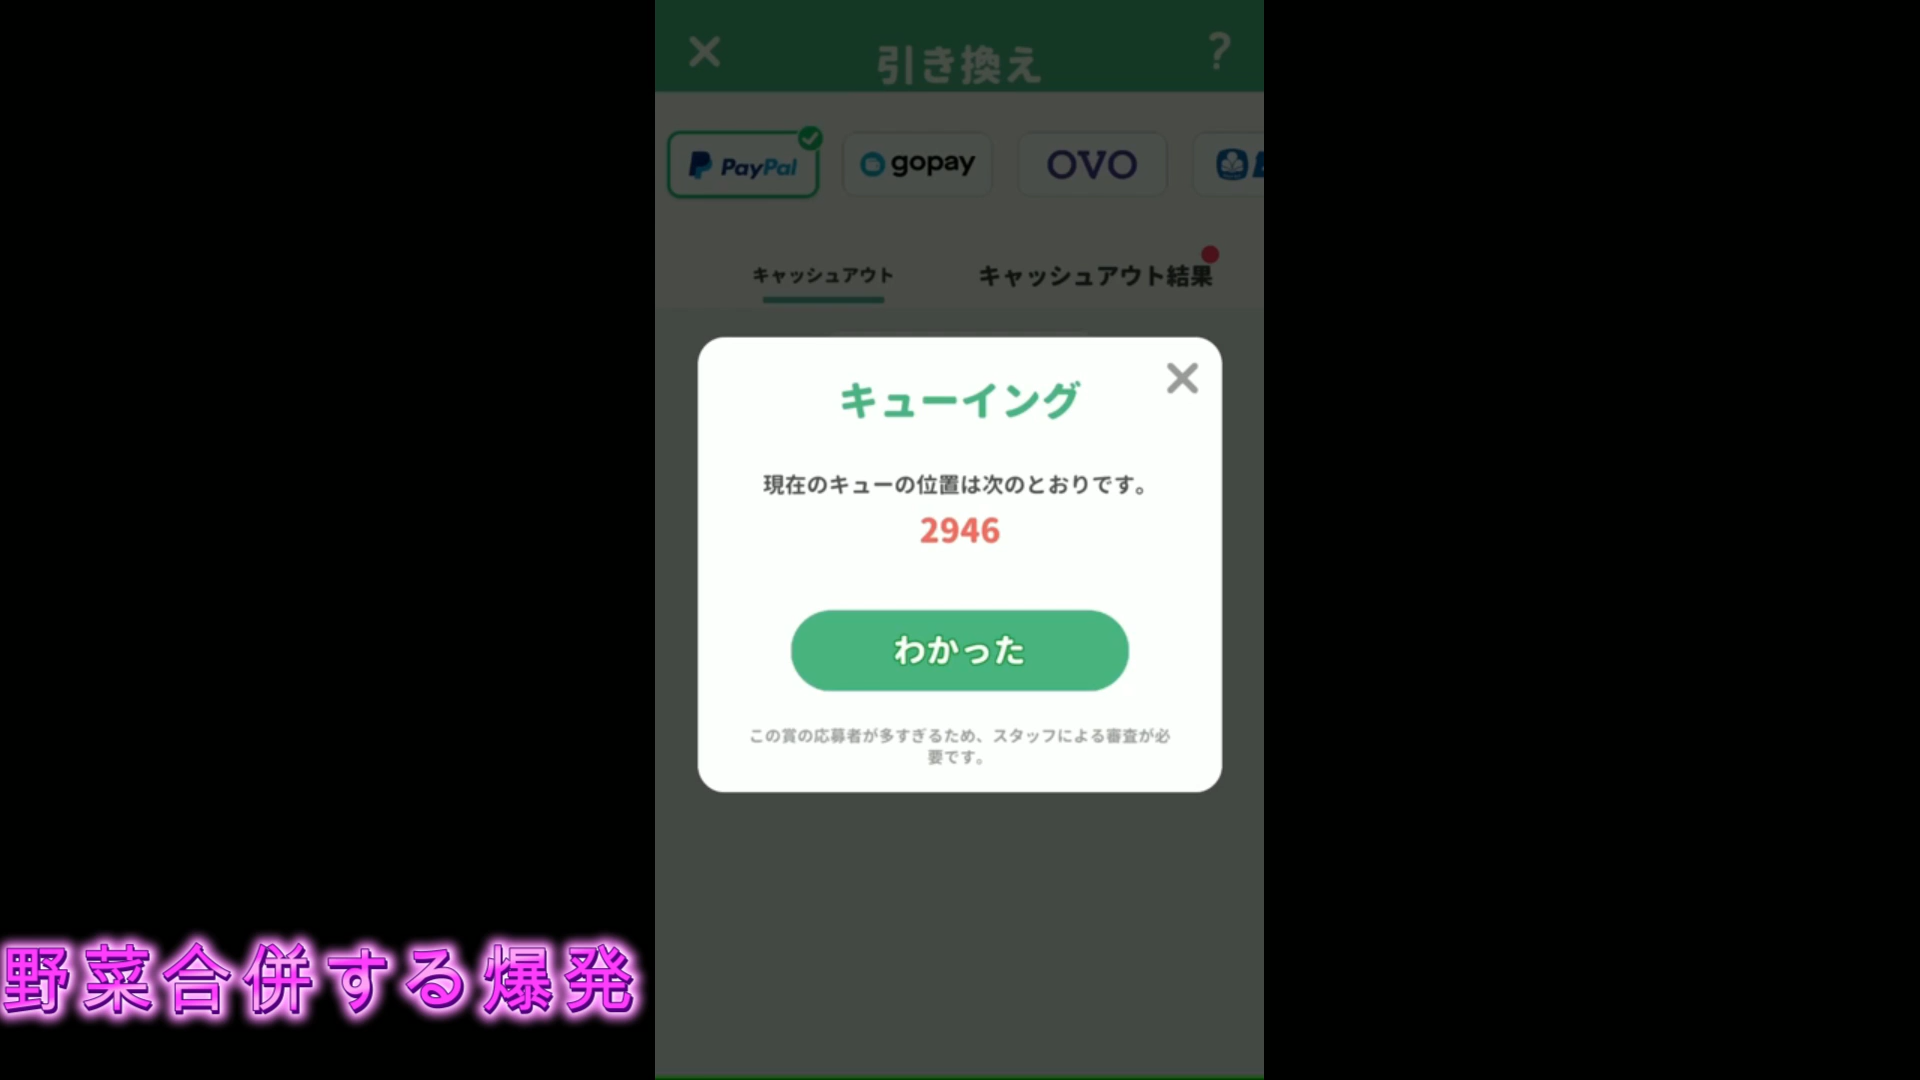 引き換え
?
PayPal
gopay
OVO
キャッシュアウト
キャッシュアウト結果
キューイング
現在のキューの位置は次のとおりです。
2946
わかった
この賞の応募者が多すぎるため、スタッフによる審査が必
要です。
野菜合併する爆発